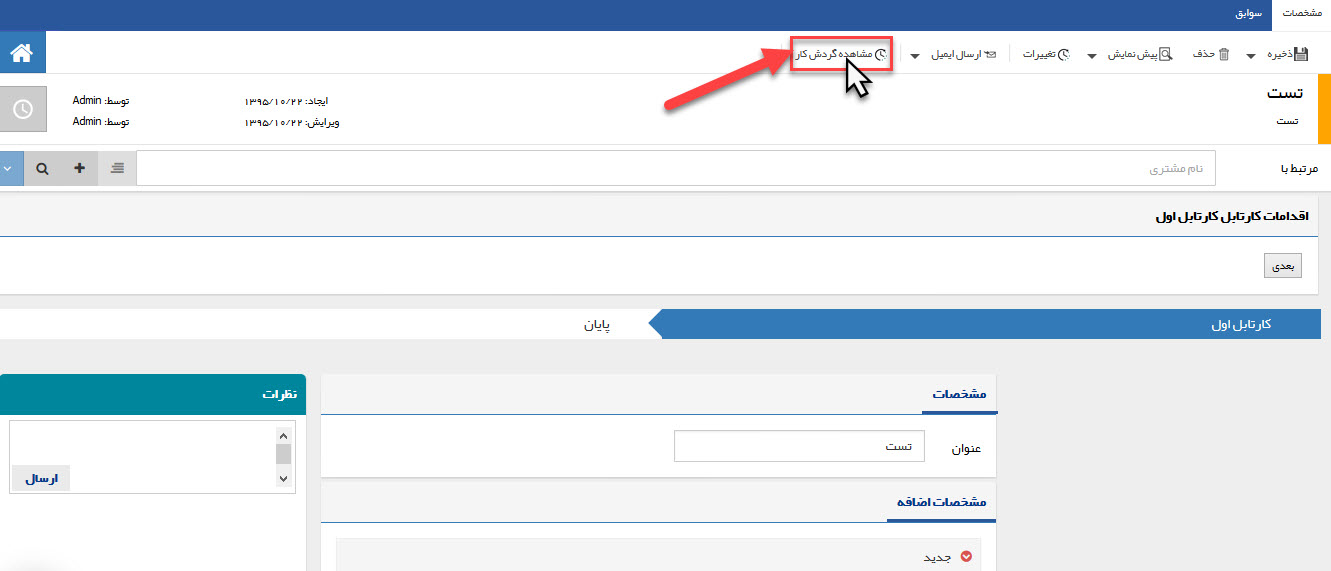 مشخصات سوابق
ذخیره حذف پیش نمایش تغییرات ارسال ایمیل مشاهده گردش کار
تست
تست
ایجاد: ۱۳۹۵/۱۰/۲۲ توسط: Admin
ویرایش: ۱۳۹۵/۱۰/۲۲ توسط: Admin
مرتبط با نام مشتری
اقدامات کارتابل کارتابل اول
بعدی
کارتابل اول پایان
مشخصات
عنوان تست
مشخصات اضافه
جدید
نظرات
ارسال